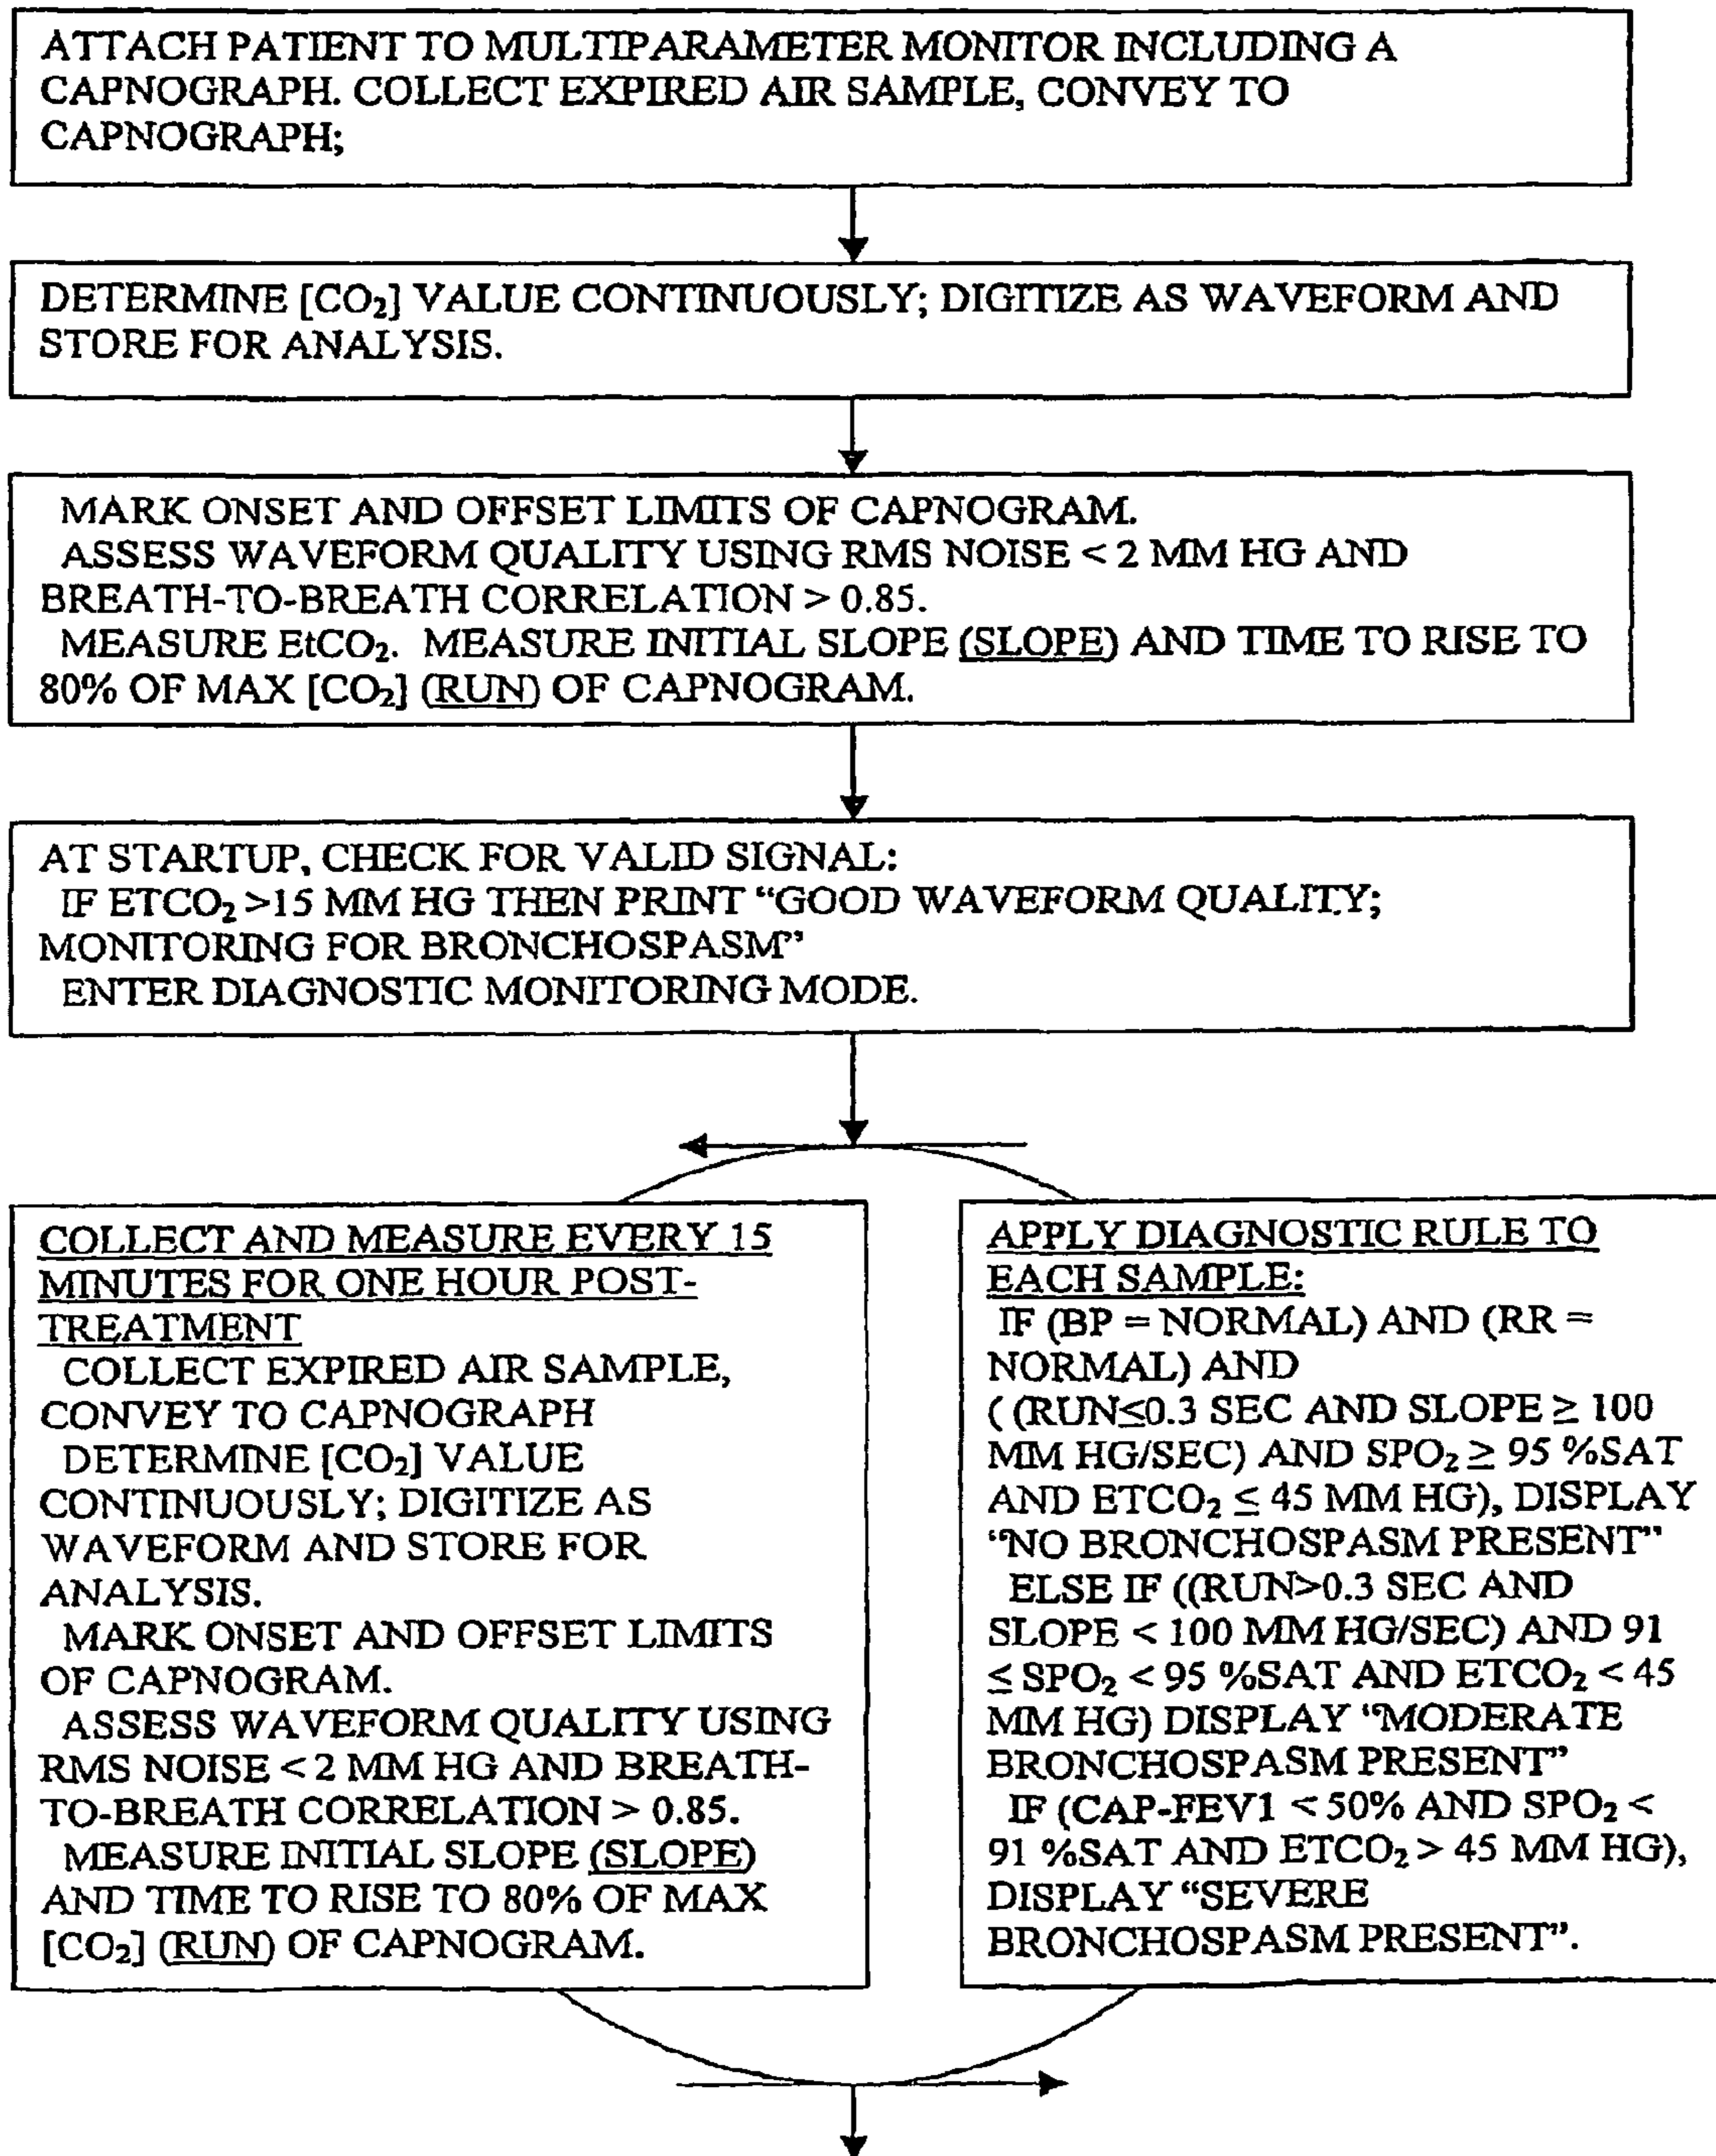 ATTACH PATIENT TO MULTIPARAMETER MONITOR INCLUDING A
CAPNOGRAPH. COLLECT EXPIRED AIR SAMPLE, CONVEY TO
CAPNOGRAPH;
DETERMINE [CO₂] VALUE CONTINUOUSLY; DIGITIZE AS WAVEFORM AND
STORE FOR ANALYSIS.
MARK ONSET AND OFFSET LIMITS OF CAPNOGRAM.
ASSESS WAVEFORM QUALITY USING RMS NOISE < 2 MM HG AND
BREATH-TO-BREATH CORRELATION > 0.85.
MEASURE EtCO₂. MEASURE INITIAL SLOPE (SLOPE) AND TIME TO RISE TO
80% OF MAX [CO₂] (RUN) OF CAPNOGRAM.
AT STARTUP, CHECK FOR VALID SIGNAL:
IF ETCO₂ >15 MM HG THEN PRINT “GOOD WAVEFORM QUALITY;
MONITORING FOR BRONCHOSPASM”
ENTER DIAGNOSTIC MONITORING MODE.
COLLECT AND MEASURE EVERY 15
MINUTES FOR ONE HOUR POST-
TREATMENT
COLLECT EXPIRED AIR SAMPLE,
CONVEY TO CAPNOGRAPH
DETERMINE [CO₂] VALUE
CONTINUOUSLY; DIGITIZE AS
WAVEFORM AND STORE FOR
ANALYSIS.
MARK ONSET AND OFFSET LIMITS
OF CAPNOGRAM.
ASSESS WAVEFORM QUALITY USING
RMS NOISE < 2 MM HG AND BREATH-
TO-BREATH CORRELATION > 0.85.
MEASURE INITIAL SLOPE (SLOPE)
AND TIME TO RISE TO 80% OF MAX
[CO₂] (RUN) OF CAPNOGRAM.
APPLY DIAGNOSTIC RULE TO
EACH SAMPLE:
IF (BP = NORMAL) AND (RR =
NORMAL) AND
( (RUN≤0.3 SEC AND SLOPE ≥ 100
MM HG/SEC) AND SPO₂ ≥ 95 %SAT
AND ETCO₂ ≤ 45 MM HG), DISPLAY
“NO BRONCHOSPASM PRESENT”
ELSE IF ((RUN>0.3 SEC AND
SLOPE < 100 MM HG/SEC) AND 91
≤ SPO₂ < 95 %SAT AND ETCO₂ < 45
MM HG) DISPLAY “MODERATE
BRONCHOSPASM PRESENT”
IF (CAP-FEV1 < 50% AND SPO₂ <
91 %SAT AND ETCO₂ > 45 MM HG),
DISPLAY “SEVERE
BRONCHOSPASM PRESENT”.